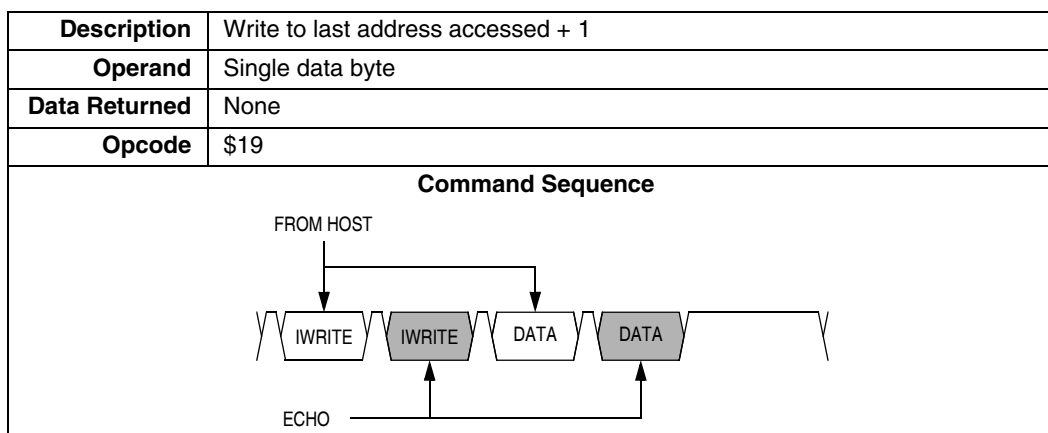 Description Write to last address accessed + 1
Operand Single data byte
Data Returned None
Opcode $19
Command Sequence
FROM HOST
IWRITE IWRITE DATA DATA
ECHO